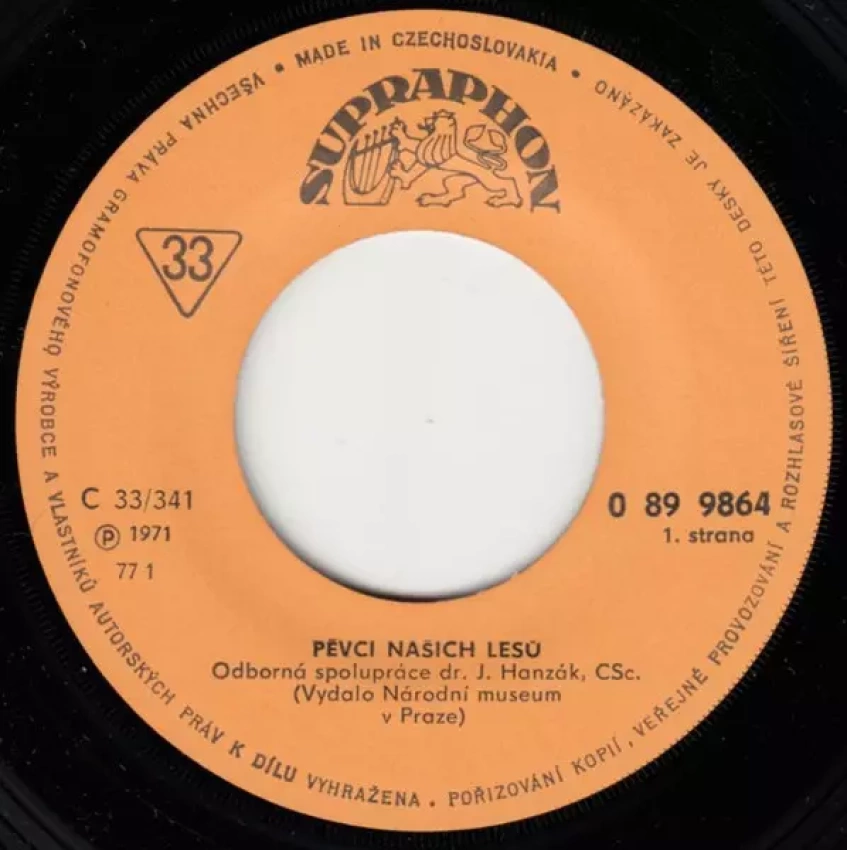 VŠECHNA PRÁVA GRAMOFONOVÉHO VÝROBCE A VLASTNÍKŮ AUTORSKÝCH PRÁV K DÍLU VYHRAŽENA . POŘIZOVÁNÍ KOPIÍ, VEŘEJNÉ PROVOZOVÁNÍ A ROZHLASOVÉ ŠÍŘENÍ TÉTO DESKY JE ZAKÁZÁNO
• MADE IN CZECHOSLOVAKIA •
SUPRAPHON
33
C 33/341
Ⓟ 1971
77 1
0 89 9864
1. strana
PĚVCI NAŠICH LESŮ
Odborná spolupráce dr. J. Hanzák, CSc.
(Vydalo Národní museum
v Praze)